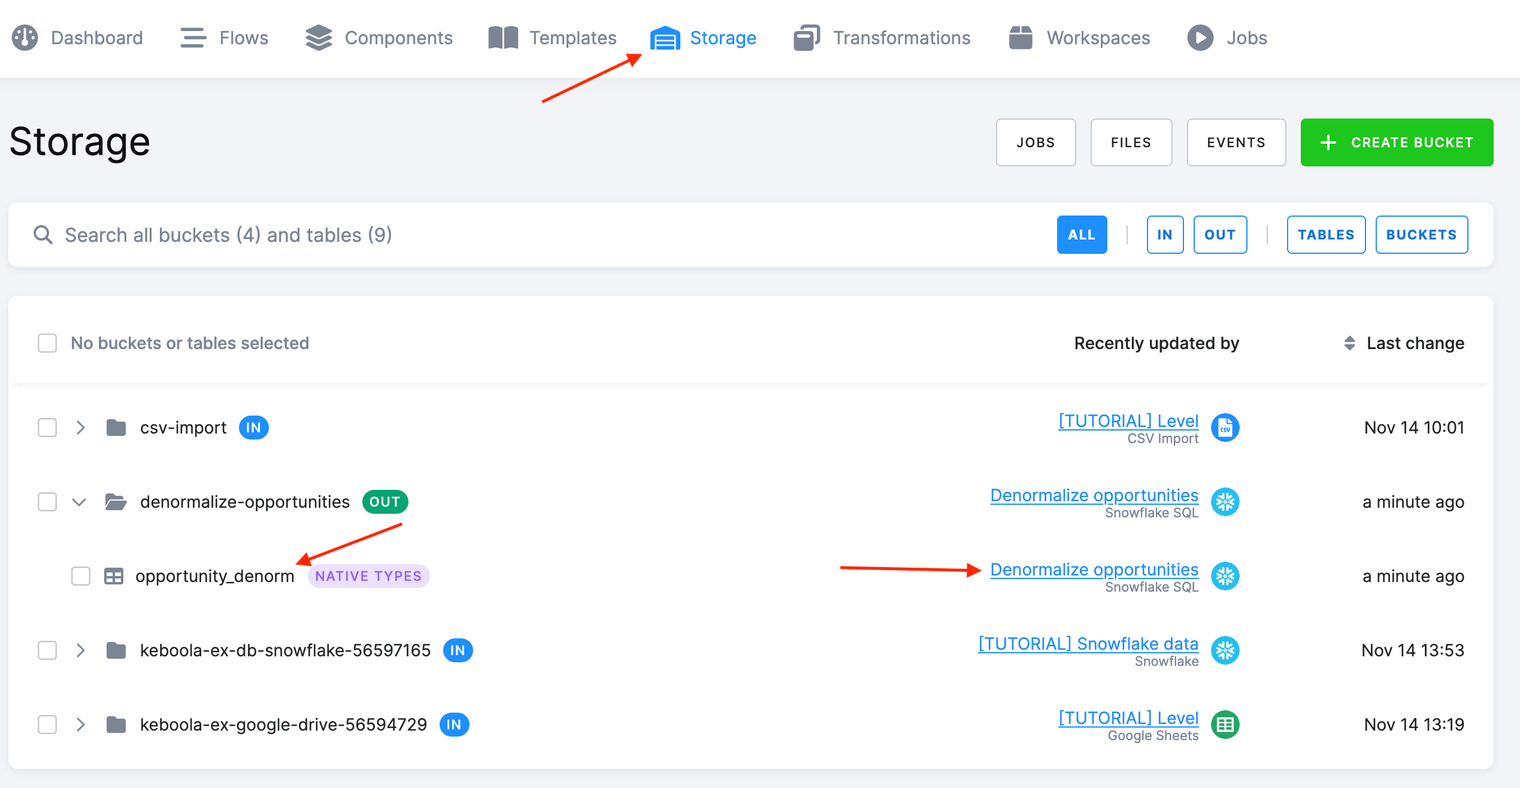 Dashboard Flows Components Templates Storage Transformations Workspaces Jobs
Storage
JOBS FILES EVENTS + CREATE BUCKET
Search all buckets (4) and tables (9) ALL IN OUT TABLES BUCKETS
No buckets or tables selected Recently updated by Last change
csv-import IN [TUTORIAL] Level CSV Nov 14 10:01
CSV Import
denormalize-opportunities OUT Denormalize opportunities a minute ago
Snowflake SQL
opportunity_denorm NATIVE TYPES Denormalize opportunities a minute ago
Snowflake SQL
keboola-ex-db-snowflake-56597165 IN [TUTORIAL] Snowflake data Nov 14 13:53
Snowflake
keboola-ex-google-drive-56594729 IN [TUTORIAL] Level Nov 14 13:19
Google Sheets